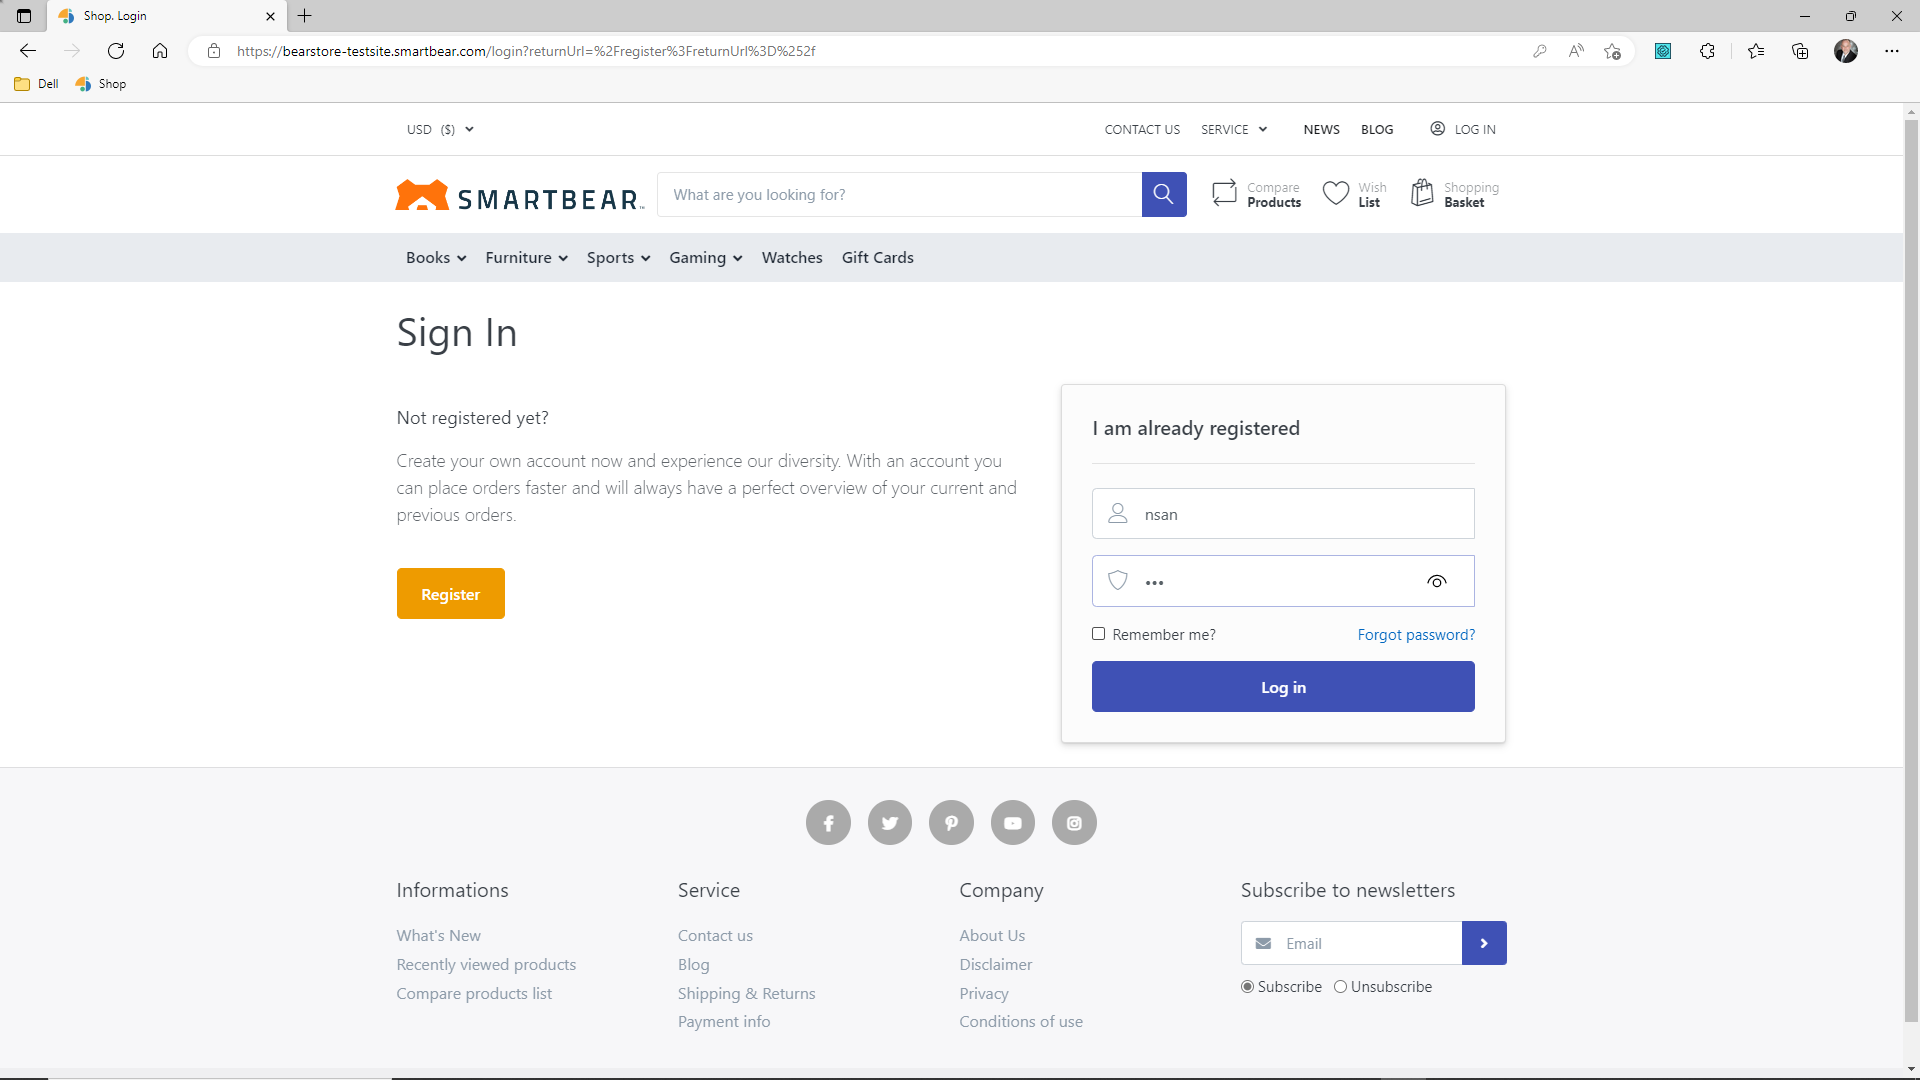 Shop. Login
https://bearstore-testsite.smartbear.com/login?returnUrl=%2Fregister%3FreturnUrl%3D%252f
Dell
Shop
USD ($)
CONTACT US
SERVICE
NEWS
BLOG
LOG IN
SMARTBEAR™
What are you looking for?
Compare
Products
Wish
List
Shopping
Basket
Books
Furniture
Sports
Gaming
Watches
Gift Cards
Sign In
Not registered yet?
Create your own account now and experience our diversity. With an account you
can place orders faster and will always have a perfect overview of your current and
previous orders.
Register
I am already registered
nsan
•••
Remember me?
Forgot password?
Log in
Informations
What's New
Recently viewed products
Compare products list
Service
Contact us
Blog
Shipping & Returns
Payment info
Company
About Us
Disclaimer
Privacy
Conditions of use
Subscribe to newsletters
Email
Subscribe
Unsubscribe